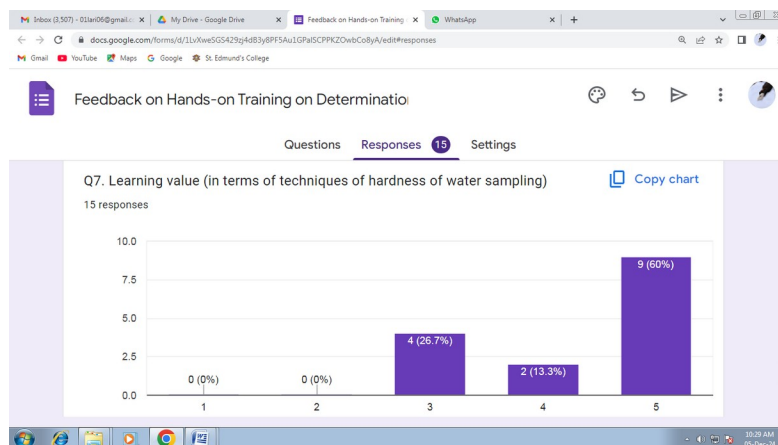 Inbox (3,507) - 01lari06@gmail.c
My Drive - Google Drive
Feedback on Hands-on Training
WhatsApp
docs.google.com/forms/d/1LvXweSGS429zj4dB3y8PF5Au1GPalSCPPKZOwbCo8yA/edit#responses
Gmail YouTube Maps Google St. Edmund's College
Feedback on Hands-on Training on Determinatio
Questions Responses 15 Settings
Q7. Learning value (in terms of techniques of hardness of water sampling)
Copy chart
15 responses
10.0
7.5
5.0
2.5
0.0
0 (0%)
0 (0%)
4 (26.7%)
2 (13.3%)
9 (60%)
1 2 3 4 5
10:29 AM